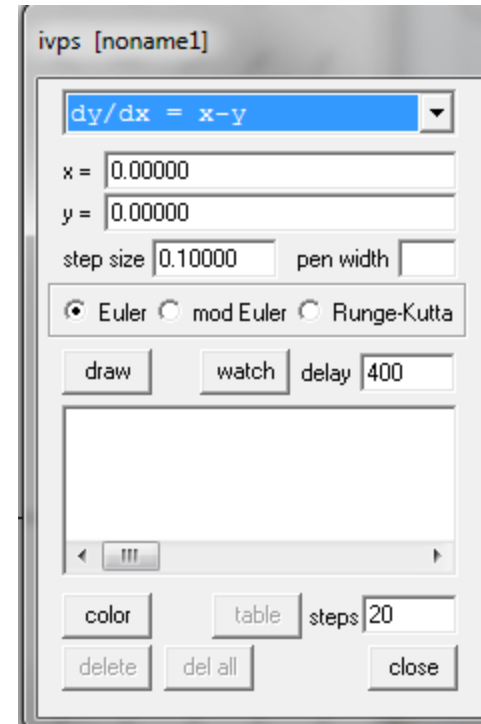 ivps [noname1]
dy/dx = x-y
x = 0.00000
y = 0.00000
step size 0.10000 pen width
Euler mod Euler Runge-Kutta
draw watch delay 400
color table steps 20
delete del all close